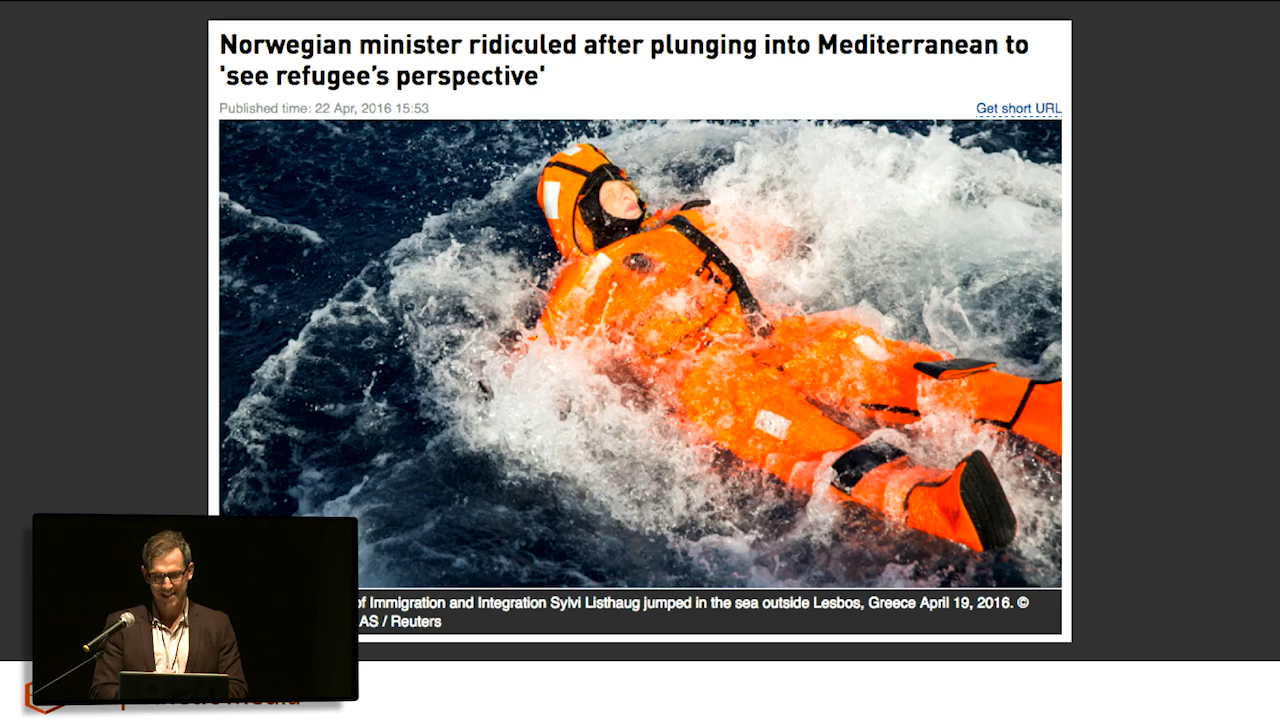 Norwegian minister ridiculed after plunging into Mediterranean to
'see refugee’s perspective'
Published time: 22 Apr, 2016 15:53
Get short URL
of Immigration and Integration Sylvi Listhaug jumped in the sea outside Lesbos, Greece April 19, 2016. ©
AS / Reuters